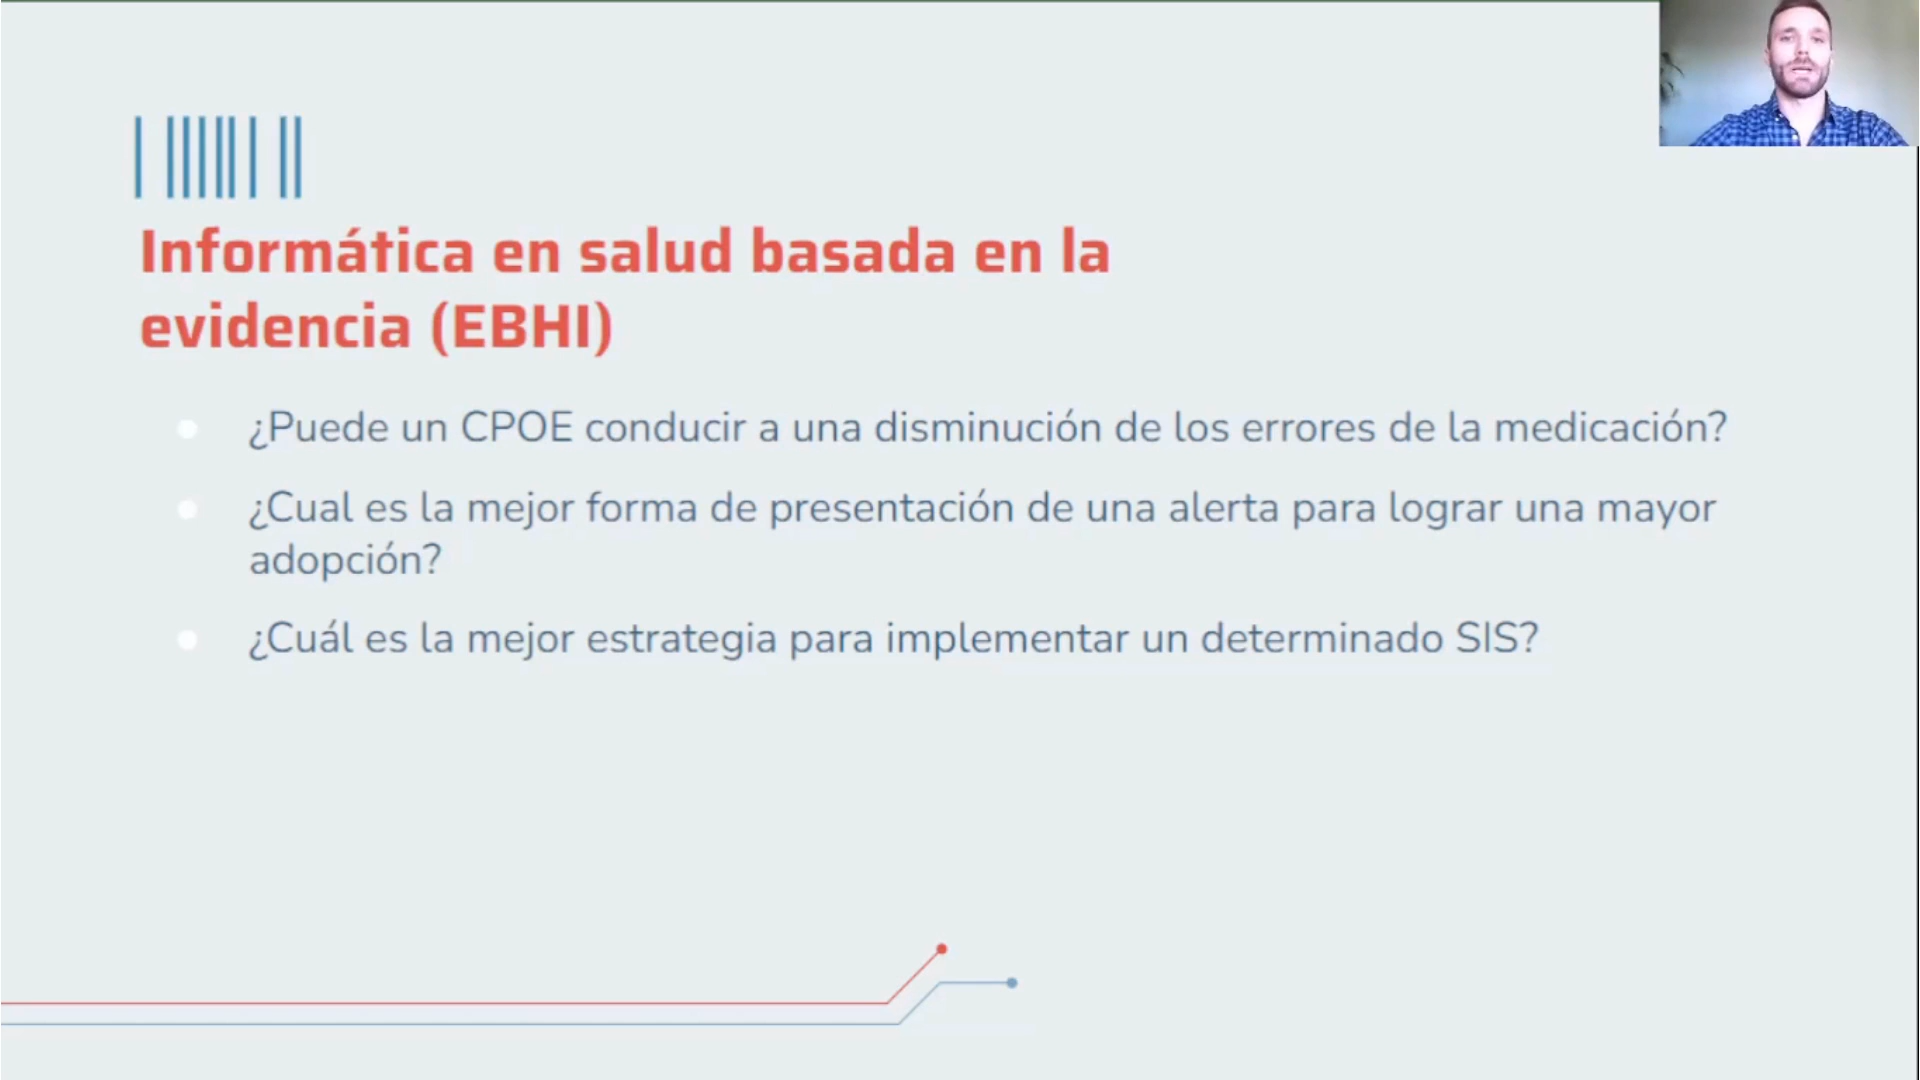 Informática en salud basada en la
evidencia (EBHI)
¿Puede un CPOE conducir a una disminución de los errores de la medicación?
¿Cual es la mejor forma de presentación de una alerta para lograr una mayor
adopción?
¿Cuál es la mejor estrategia para implementar un determinado SIS?